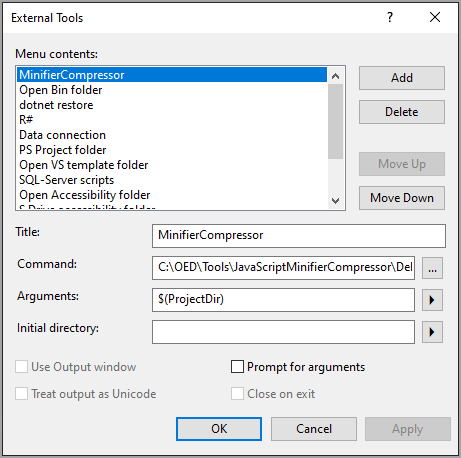 External Tools
?
Menu contents:
MinifierCompressor
Open Bin folder
dotnet restore
R#
Data connection
PS Project folder
Open VS template folder
SQL-Server scripts
Open Accessibility folder
S Drive accessibility folder
Add
Delete
Move Up
Move Down
Title:
MinifierCompressor
Command:
C:\OED\Tools\JavaScriptMinifierCompressor\Del
...
Arguments:
$(ProjectDir)
Initial directory:
Use Output window
Prompt for arguments
Treat output as Unicode
Close on exit
OK
Cancel
Apply